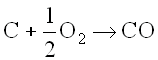 C + 1/2 O₂ → CO